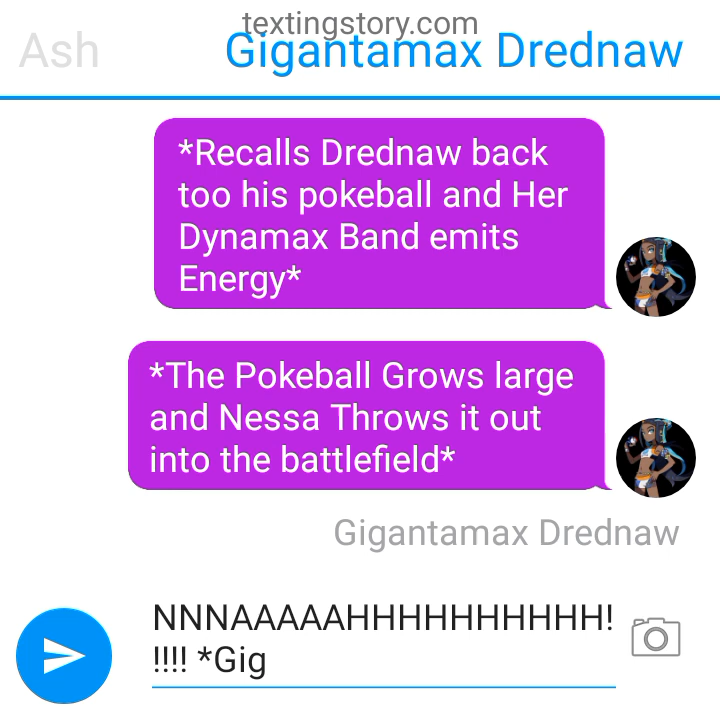 textingstory.com
Ash Gigantamax Drednaw
*Recalls Drednaw back
too his pokeball and Her
Dynamax Band emits
Energy*
*The Pokeball Grows large
and Nessa Throws it out
into the battlefield*
Gigantamax Drednaw
NNNAAAAAHHHHHHHHHH!
!!!! *Gig